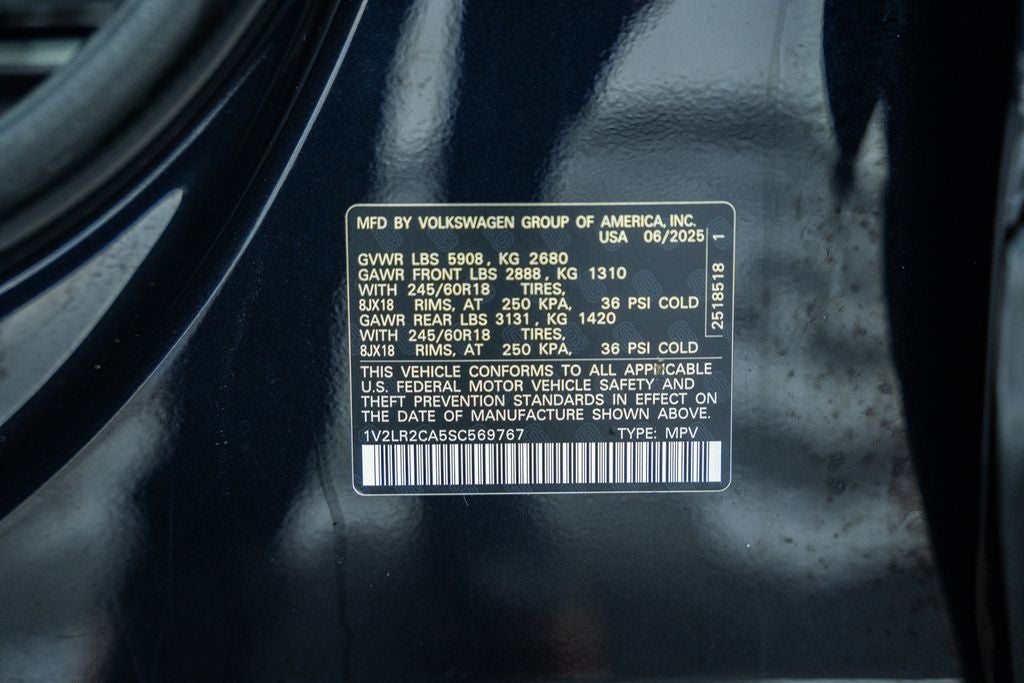 MFD BY VOLKSWAGEN GROUP OF AMERICA, INC.
USA 06/2025
GVWR LBS 5908, KG 2680
GAWR FRONT LBS 2888, KG 1310
WITH 245/60R18 TIRES,
8JX18 RIMS, AT 250 KPA, 36 PSI COLD
GAWR REAR LBS 3131, KG 1420
WITH 245/60R18 TIRES,
8JX18 RIMS, AT 250 KPA, 36 PSI COLD
2518518 1
THIS VEHICLE CONFORMS TO ALL APPLICABLE
U.S. FEDERAL MOTOR VEHICLE SAFETY AND
THEFT PREVENTION STANDARDS IN EFFECT ON
THE DATE OF MANUFACTURE SHOWN ABOVE.
1V2LR2CA5SC569767 TYPE: MPV